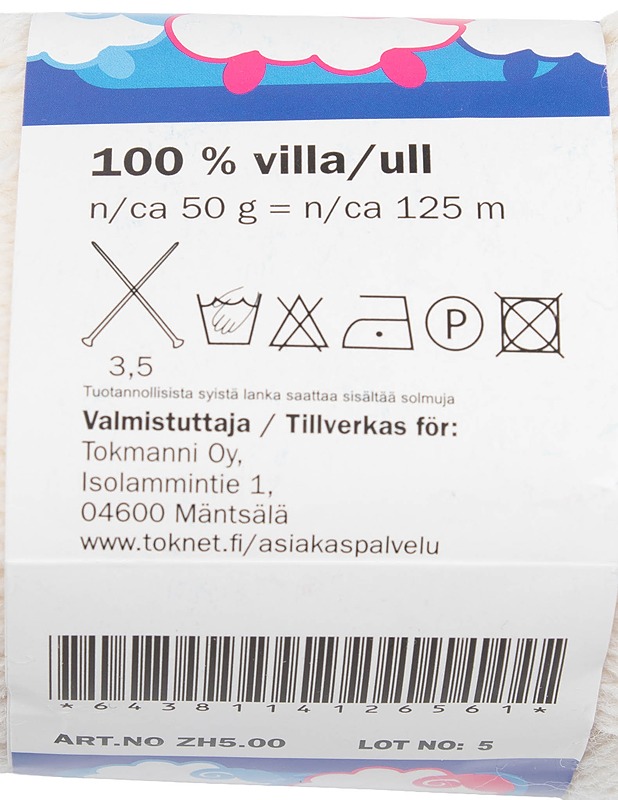 100 % villa/ull
n/ca 50 g = n/ca 125 m
P
3,5
Tuotannollisista syistä lanka saattaa sisältää solmuja
Valmistuttaja / Tillverkas för:
Tokmanni Oy,
Isolammintie 1,
04600 Mäntsälä
www.toknet.fi/asiakaspalvelu
*6438114126561*
ART.NO ZH5.00 LOT NO: 5